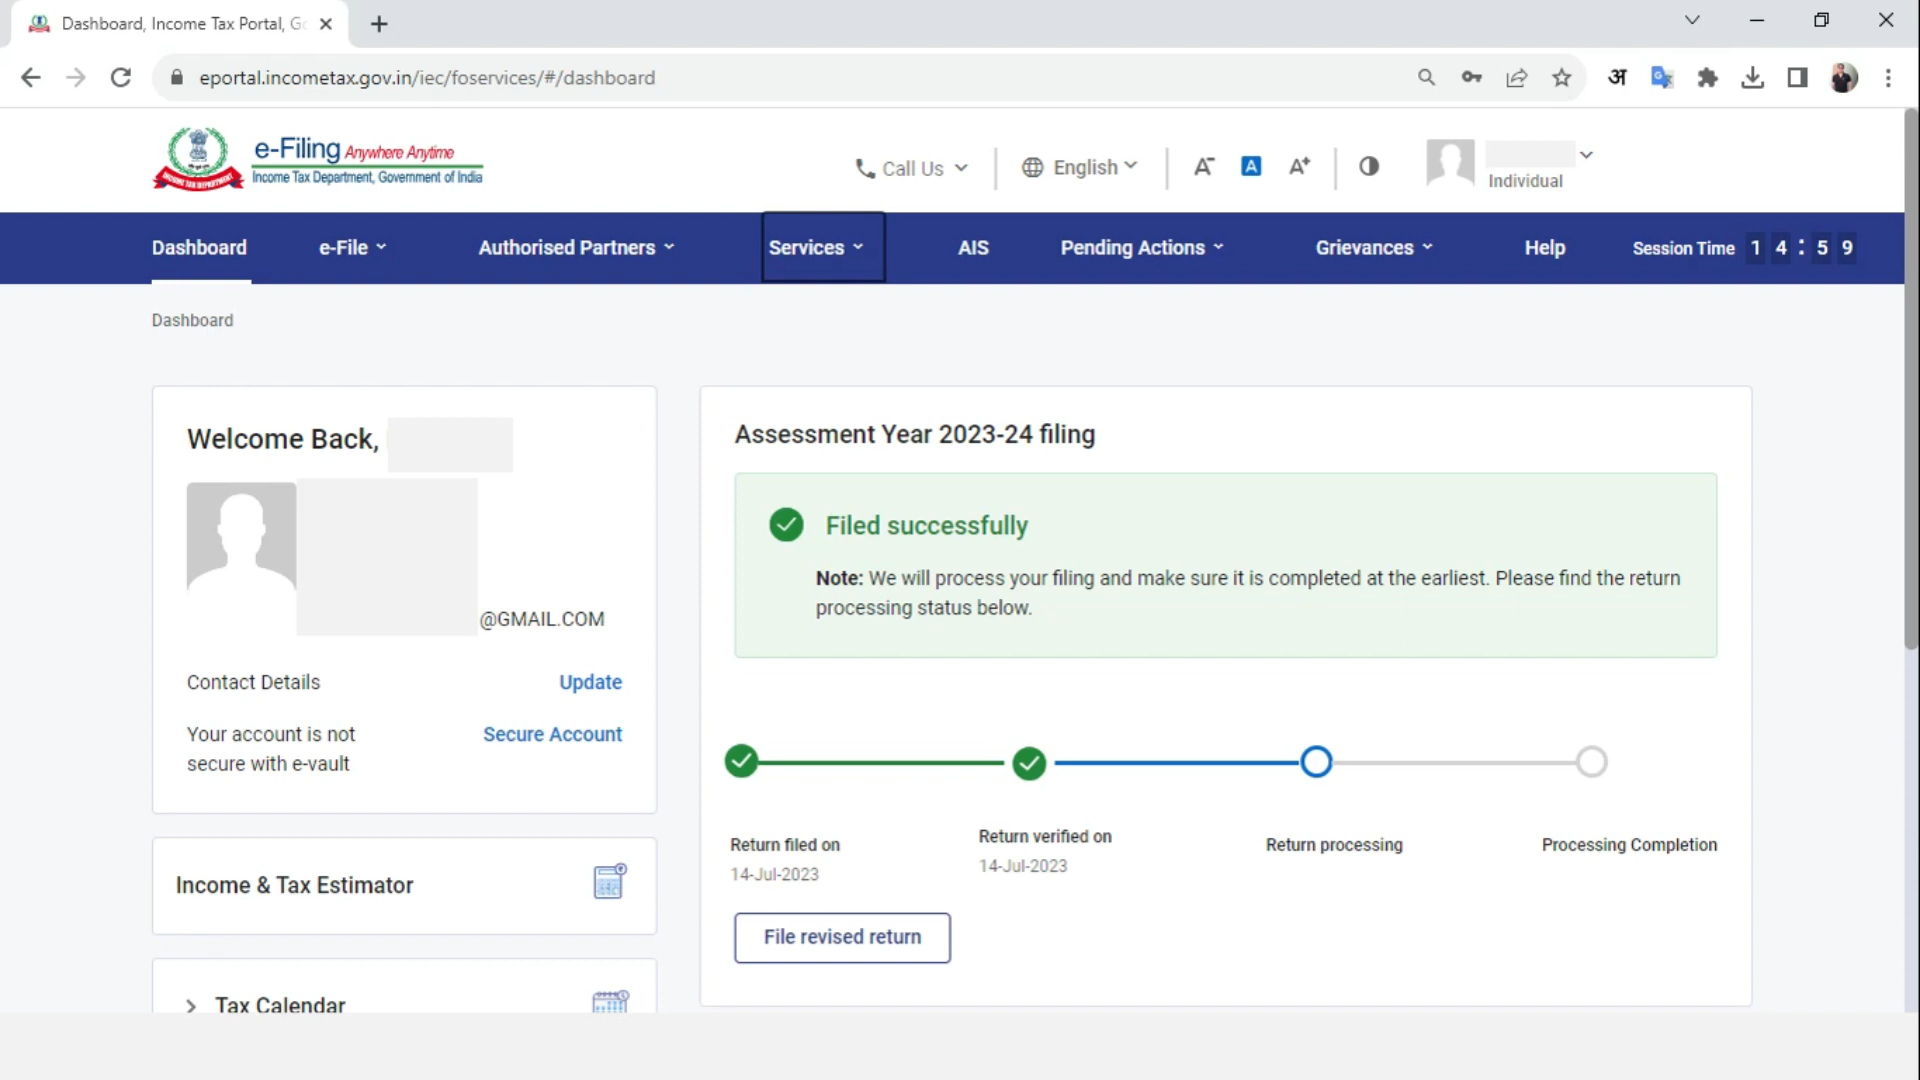 Dashboard, Income Tax Portal, Go
eportal.incometax.gov.in/iec/foservices/#/dashboard
अ
e-Filing Anywhere Anytime
Income Tax Department, Government of India
INCOME TAX DEPARTMENT
Call Us
English
A-
A
A+
Individual
Dashboard
e-File
Authorised Partners
Services
AIS
Pending Actions
Grievances
Help
Session Time 1 4 : 5 9
Dashboard
Welcome Back,
@GMAIL.COM
Contact Details
Update
Your account is not
secure with e-vault
Secure Account
Income & Tax Estimator
Tax Calendar
Assessment Year 2023-24 filing
Filed successfully
Note: We will process your filing and make sure it is completed at the earliest. Please find the return
processing status below.
Return filed on
14-Jul-2023
Return verified on
14-Jul-2023
Return processing
Processing Completion
File revised return